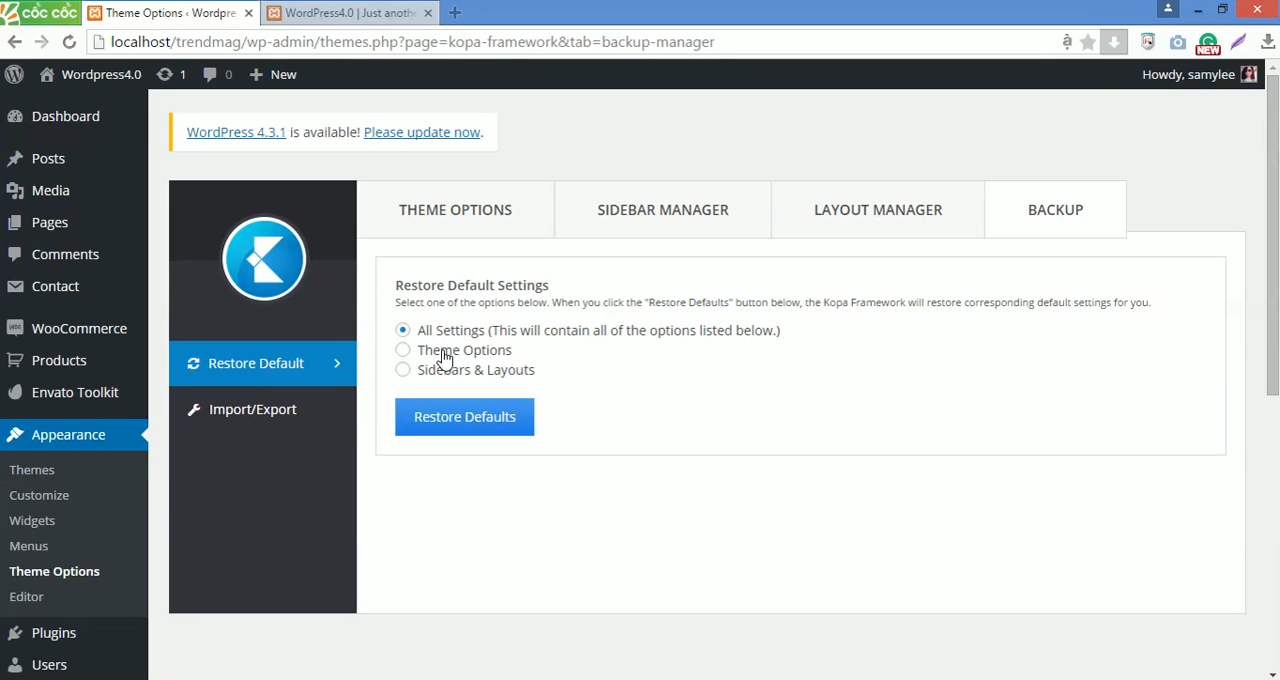 CỐC CỐC
Theme Options ‹ Wordpre
WordPress4.0 | Just anoth
localhost/trendmag/wp-admin/themes.php?page=kopa-framework&tab=backup-manager
NEW
Wordpress4.0
1
0
New
Howdy, samylee
WordPress 4.3.1 is available! Please update now.
Dashboard
Posts
Media
Pages
Comments
Contact
WooCommerce
Products
Envato Toolkit
Appearance
Themes
Customize
Widgets
Menus
Theme Options
Editor
Plugins
Users
THEME OPTIONS
SIDEBAR MANAGER
LAYOUT MANAGER
BACKUP
Restore Default
Import/Export
Restore Default Settings
Select one of the options below. When you click the "Restore Defaults" button below, the Kopa Framework will restore corresponding default settings for you.
All Settings (This will contain all of the options listed below.)
Theme Options
Sidebars & Layouts
Restore Defaults